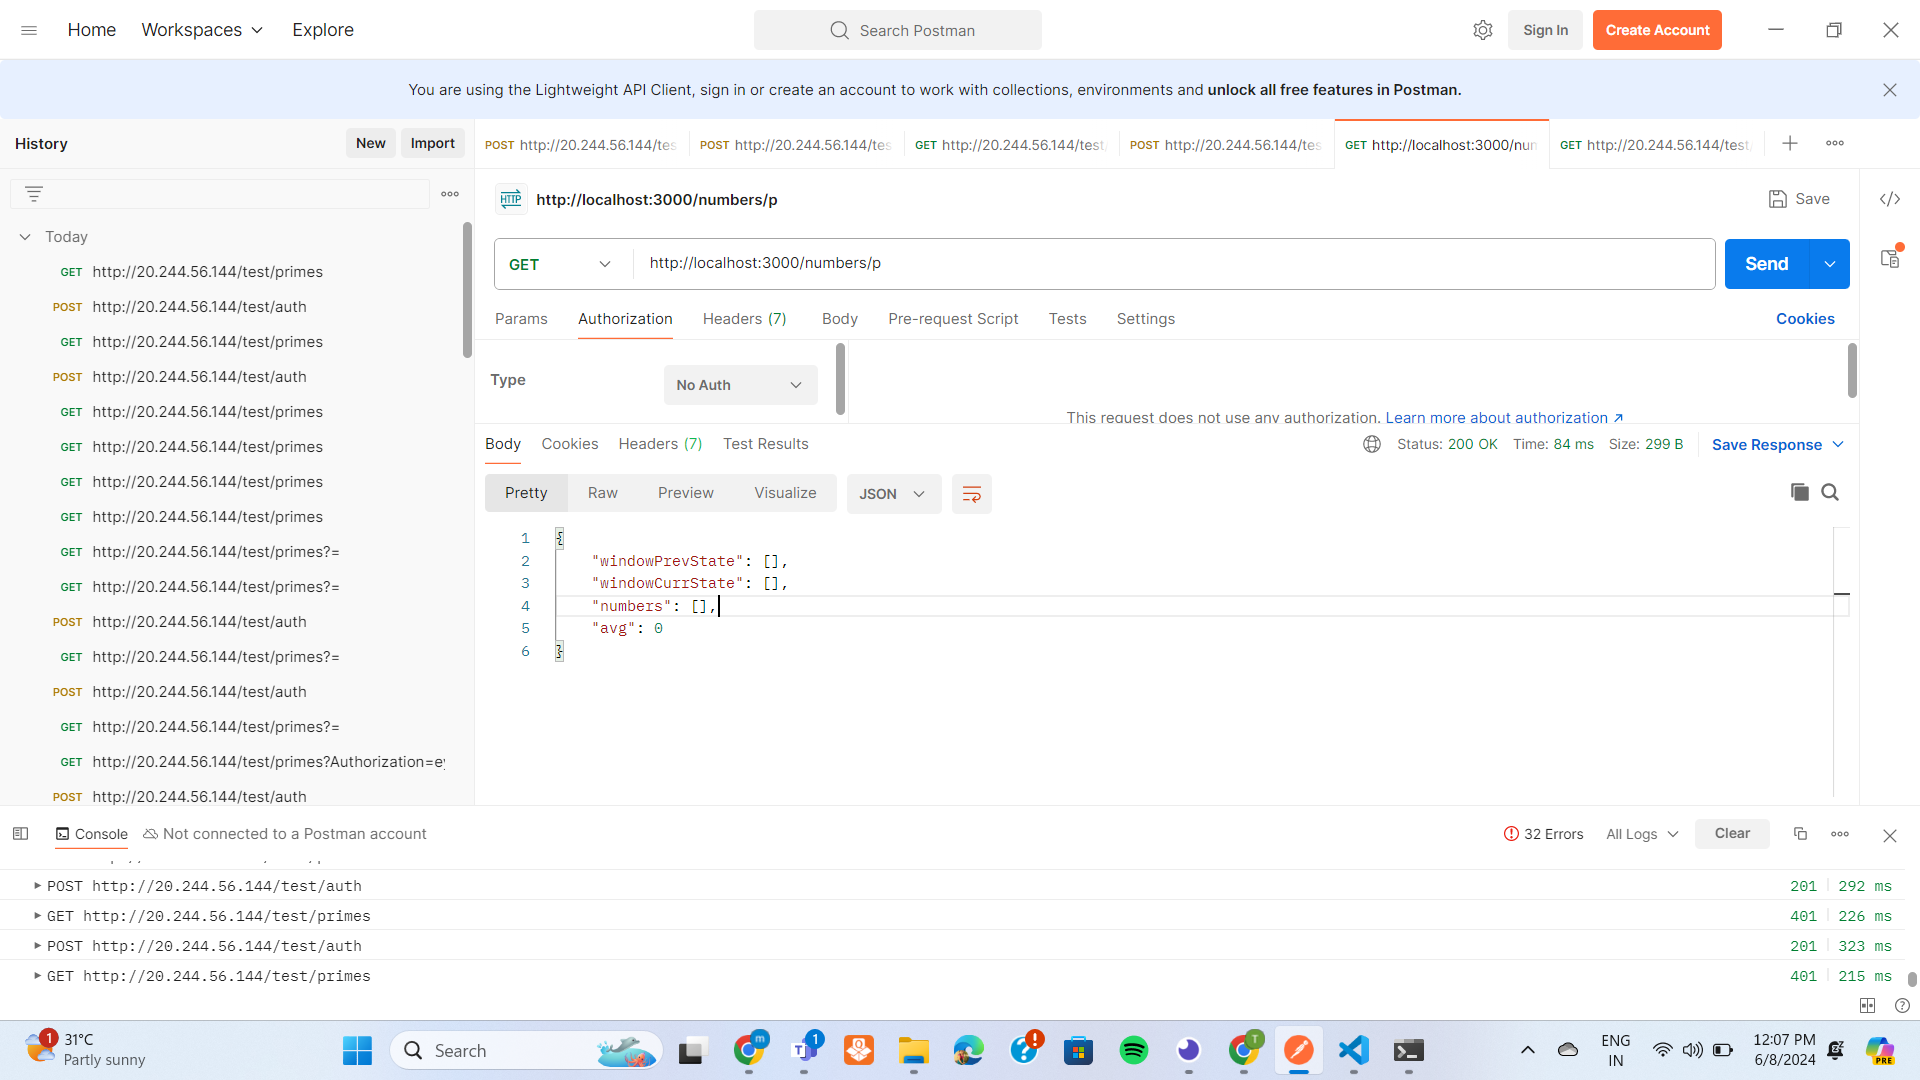 Home Workspaces Explore
Search Postman
Sign In
Create Account
You are using the Lightweight API Client, sign in or create an account to work with collections, environments and unlock all free features in Postman.
History
New
Import
POST http://20.244.56.144/tes
POST http://20.244.56.144/tes
GET http://20.244.56.144/test/
POST http://20.244.56.144/tes
GET http://localhost:3000/num
GET http://20.244.56.144/test/
Today
GET http://20.244.56.144/test/primes
POST http://20.244.56.144/test/auth
GET http://20.244.56.144/test/primes
POST http://20.244.56.144/test/auth
GET http://20.244.56.144/test/primes
GET http://20.244.56.144/test/primes
GET http://20.244.56.144/test/primes
GET http://20.244.56.144/test/primes
GET http://20.244.56.144/test/primes?=
GET http://20.244.56.144/test/primes?=
POST http://20.244.56.144/test/auth
GET http://20.244.56.144/test/primes?=
POST http://20.244.56.144/test/auth
GET http://20.244.56.144/test/primes?=
GET http://20.244.56.144/test/primes?Authorization=ey
POST http://20.244.56.144/test/auth
HTTP http://localhost:3000/numbers/p
Save
GET http://localhost:3000/numbers/p
Send
Params Authorization Headers (7) Body Pre-request Script Tests Settings
Cookies
Type
No Auth
This request does not use any authorization. Learn more about authorization ↗
Body Cookies Headers (7) Test Results
Status: 200 OK Time: 84 ms Size: 299 B
Save Response
Pretty Raw Preview Visualize
JSON
1 {
2 "windowPrevState": [],
3 "windowCurrState": [],
4 "numbers": [],
5 "avg": 0
6 }
Console Not connected to a Postman account
32 Errors All Logs Clear
POST http://20.244.56.144/test/auth 201 292 ms
GET http://20.244.56.144/test/primes 401 226 ms
POST http://20.244.56.144/test/auth 201 323 ms
GET http://20.244.56.144/test/primes 401 215 ms
1
31°C
Partly sunny
Search
m
1
T
ENG
IN
12:07 PM
6/8/2024
PRE